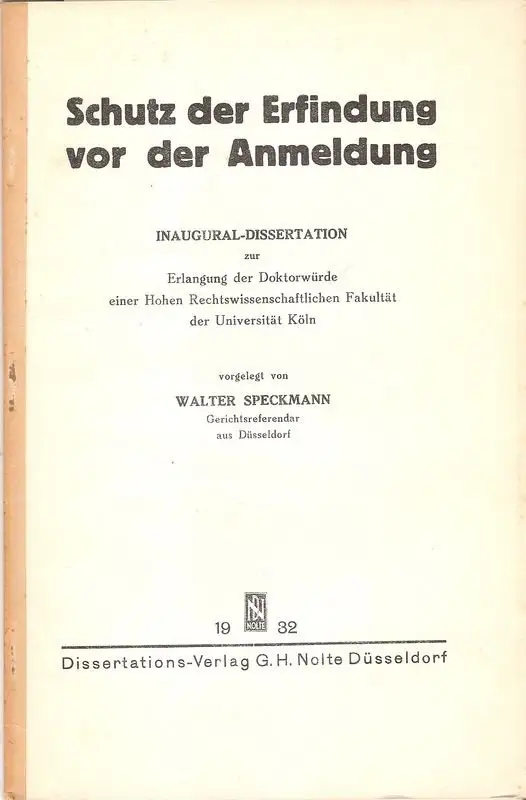 Schutz der Erfindung
vor der Anmeldung
INAUGURAL-DISSERTATION
zur
Erlangung der Doktorwürde
einer Hohen Rechtswissenschaftlichen Fakultät
der Universität Köln
vorgelegt von
WALTER SPECKMANN
Gerichtsreferendar
aus Düsseldorf
19 NOLTE 32
Dissertations-Verlag G. H. Nolte Düsseldorf